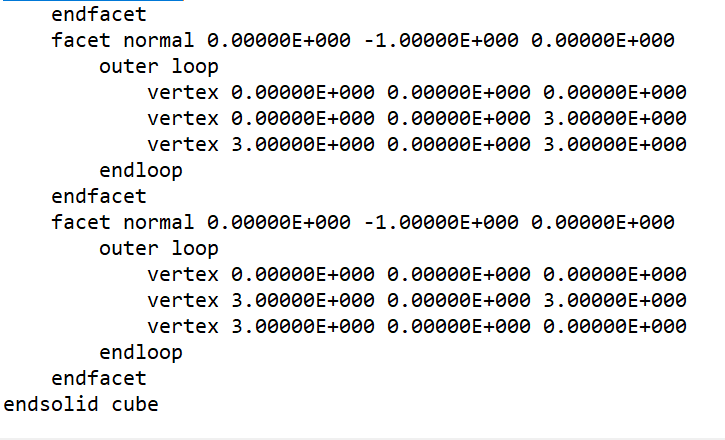 endfacet
facet normal 0.00000E+000 -1.00000E+000 0.00000E+000
outer loop
vertex 0.00000E+000 0.00000E+000 0.00000E+000
vertex 0.00000E+000 0.00000E+000 3.00000E+000
vertex 3.00000E+000 0.00000E+000 3.00000E+000
endloop
endfacet
facet normal 0.00000E+000 -1.00000E+000 0.00000E+000
outer loop
vertex 0.00000E+000 0.00000E+000 0.00000E+000
vertex 3.00000E+000 0.00000E+000 3.00000E+000
vertex 3.00000E+000 0.00000E+000 0.00000E+000
endloop
endfacet
endsolid cube